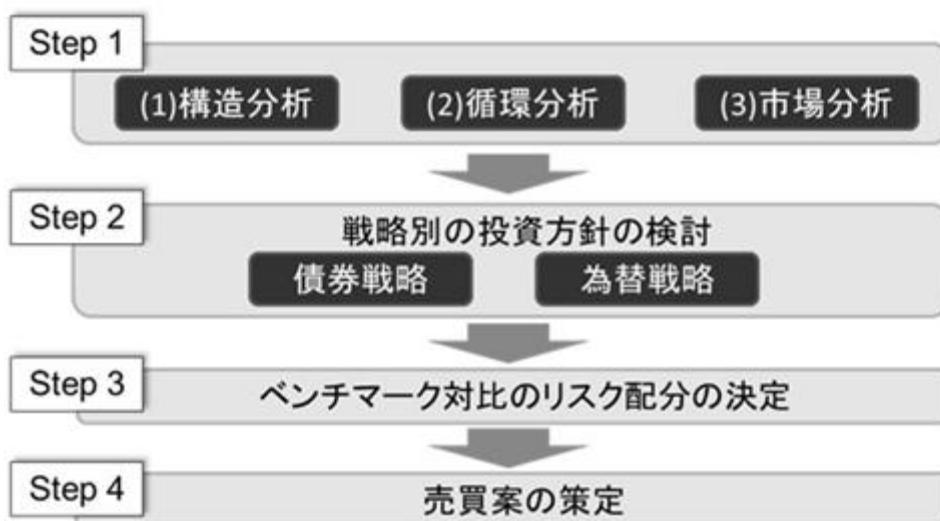 Step 1
(1)構造分析 (2)循環分析 (3)市場分析
Step 2
戦略別の投資方針の検討
債券戦略 為替戦略
Step 3
ベンチマーク対比のリスク配分の決定
Step 4
売買案の策定